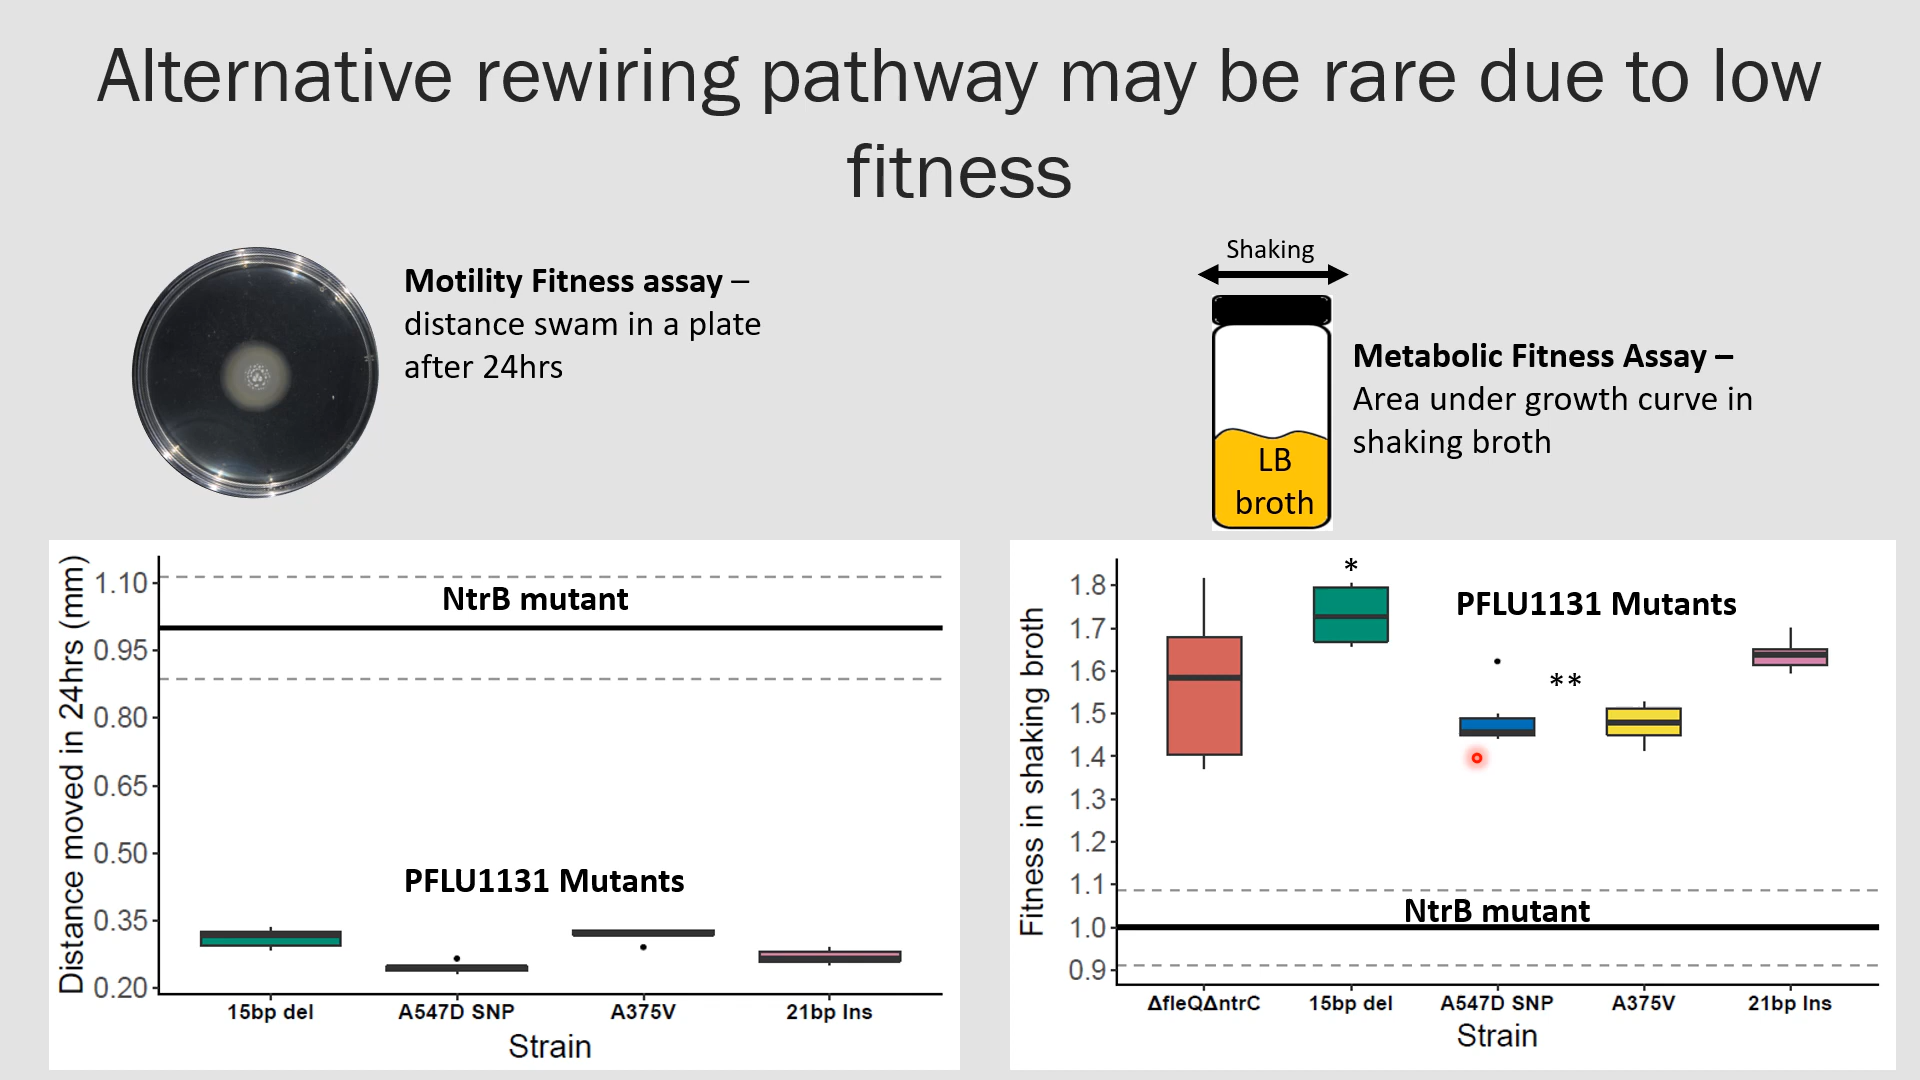 Alternative rewiring pathway may be rare due to low
fitness
Motility Fitness assay –
distance swam in a plate
after 24hrs
Shaking
LB
broth
Metabolic Fitness Assay –
Area under growth curve in
shaking broth
Distance moved in 24hrs (mm)
1.10
0.95
0.80
0.65
0.50
0.35
0.20
NtrB mutant
PFLU1131 Mutants
15bp del
A547D SNP
A375V
21bp Ins
Strain
Fitness in shaking broth
1.8
1.7
1.6
1.5
1.4
1.3
1.2
1.1
1.0
0.9
*
PFLU1131 Mutants
**
NtrB mutant
ΔfleQΔntrC
15bp del
A547D SNP
A375V
21bp Ins
Strain